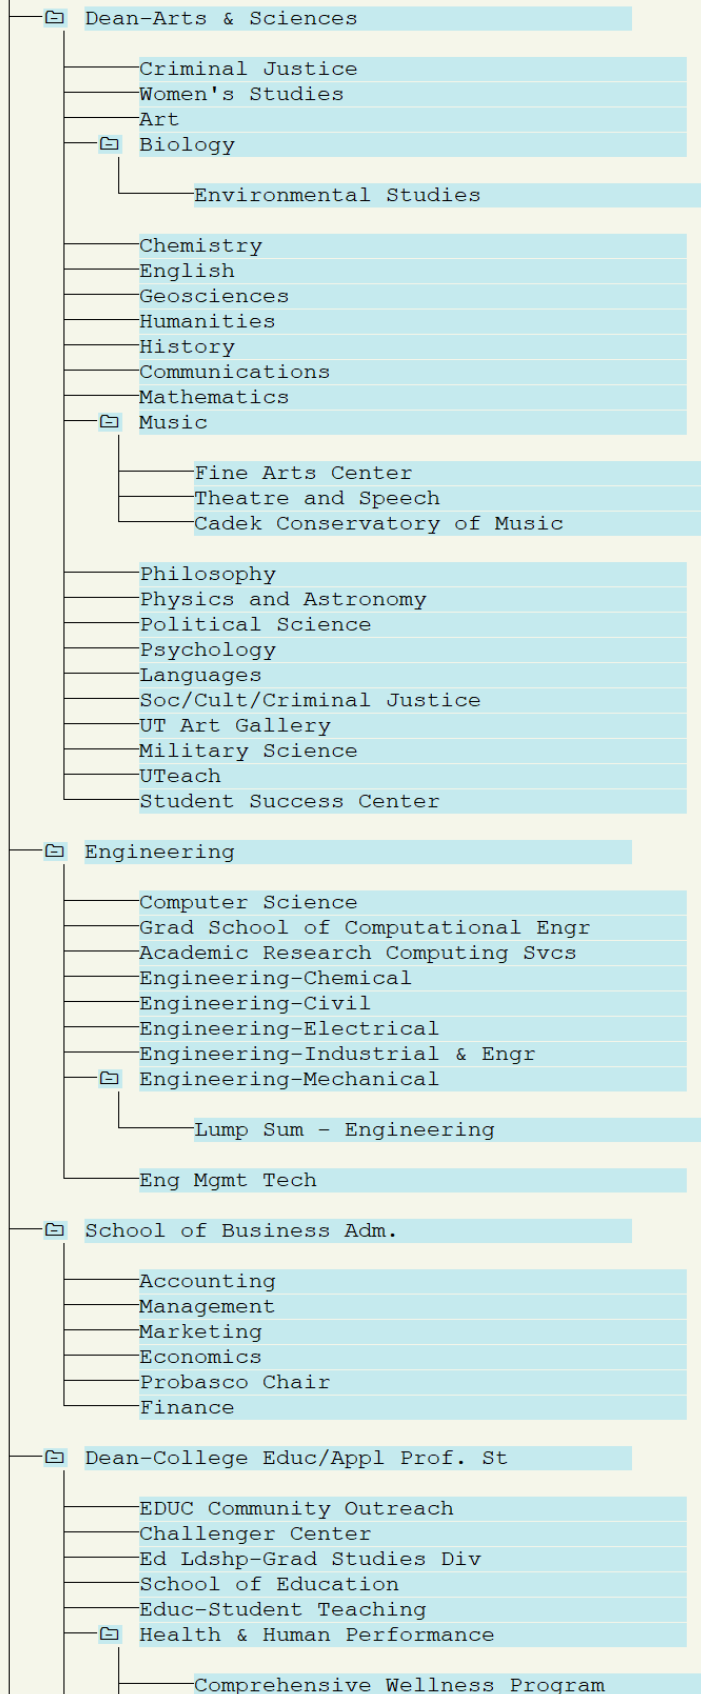 Dean-Arts & Sciences
Criminal Justice
Women's Studies
Art
Biology
Environmental Studies
Chemistry
English
Geosciences
Humanities
History
Communications
Mathematics
Music
Fine Arts Center
Theatre and Speech
Cadek Conservatory of Music
Philosophy
Physics and Astronomy
Political Science
Psychology
Languages
Soc/Cult/Criminal Justice
UT Art Gallery
Military Science
UTeach
Student Success Center
Engineering
Computer Science
Grad School of Computational Engr
Academic Research Computing Svcs
Engineering-Chemical
Engineering-Civil
Engineering-Electrical
Engineering-Industrial & Engr
Engineering-Mechanical
Lump Sum - Engineering
Eng Mgmt Tech
School of Business Adm.
Accounting
Management
Marketing
Economics
Probasco Chair
Finance
Dean-College Educ/Appl Prof. St
EDUC Community Outreach
Challenger Center
Ed Ldshp-Grad Studies Div
School of Education
Educ-Student Teaching
Health & Human Performance
Comprehensive Wellness Program